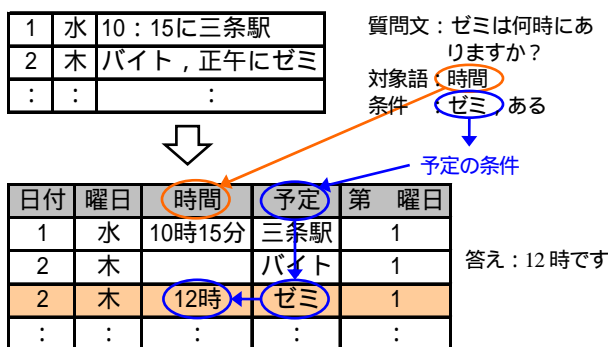 1 水 10：15に三条駅
2 木 バイト，正午にゼミ
： ： ：
質問文：ゼミは何時にあ
りますか？
対象語：時間
条件　：ゼミ，ある
予定の条件
日付 曜日 時間 予定 第　曜日
1 水 10時15分 三条駅 1
2 木 バイト 1
2 木 12時 ゼミ 1
： ： ： ： ：
答え：12時です